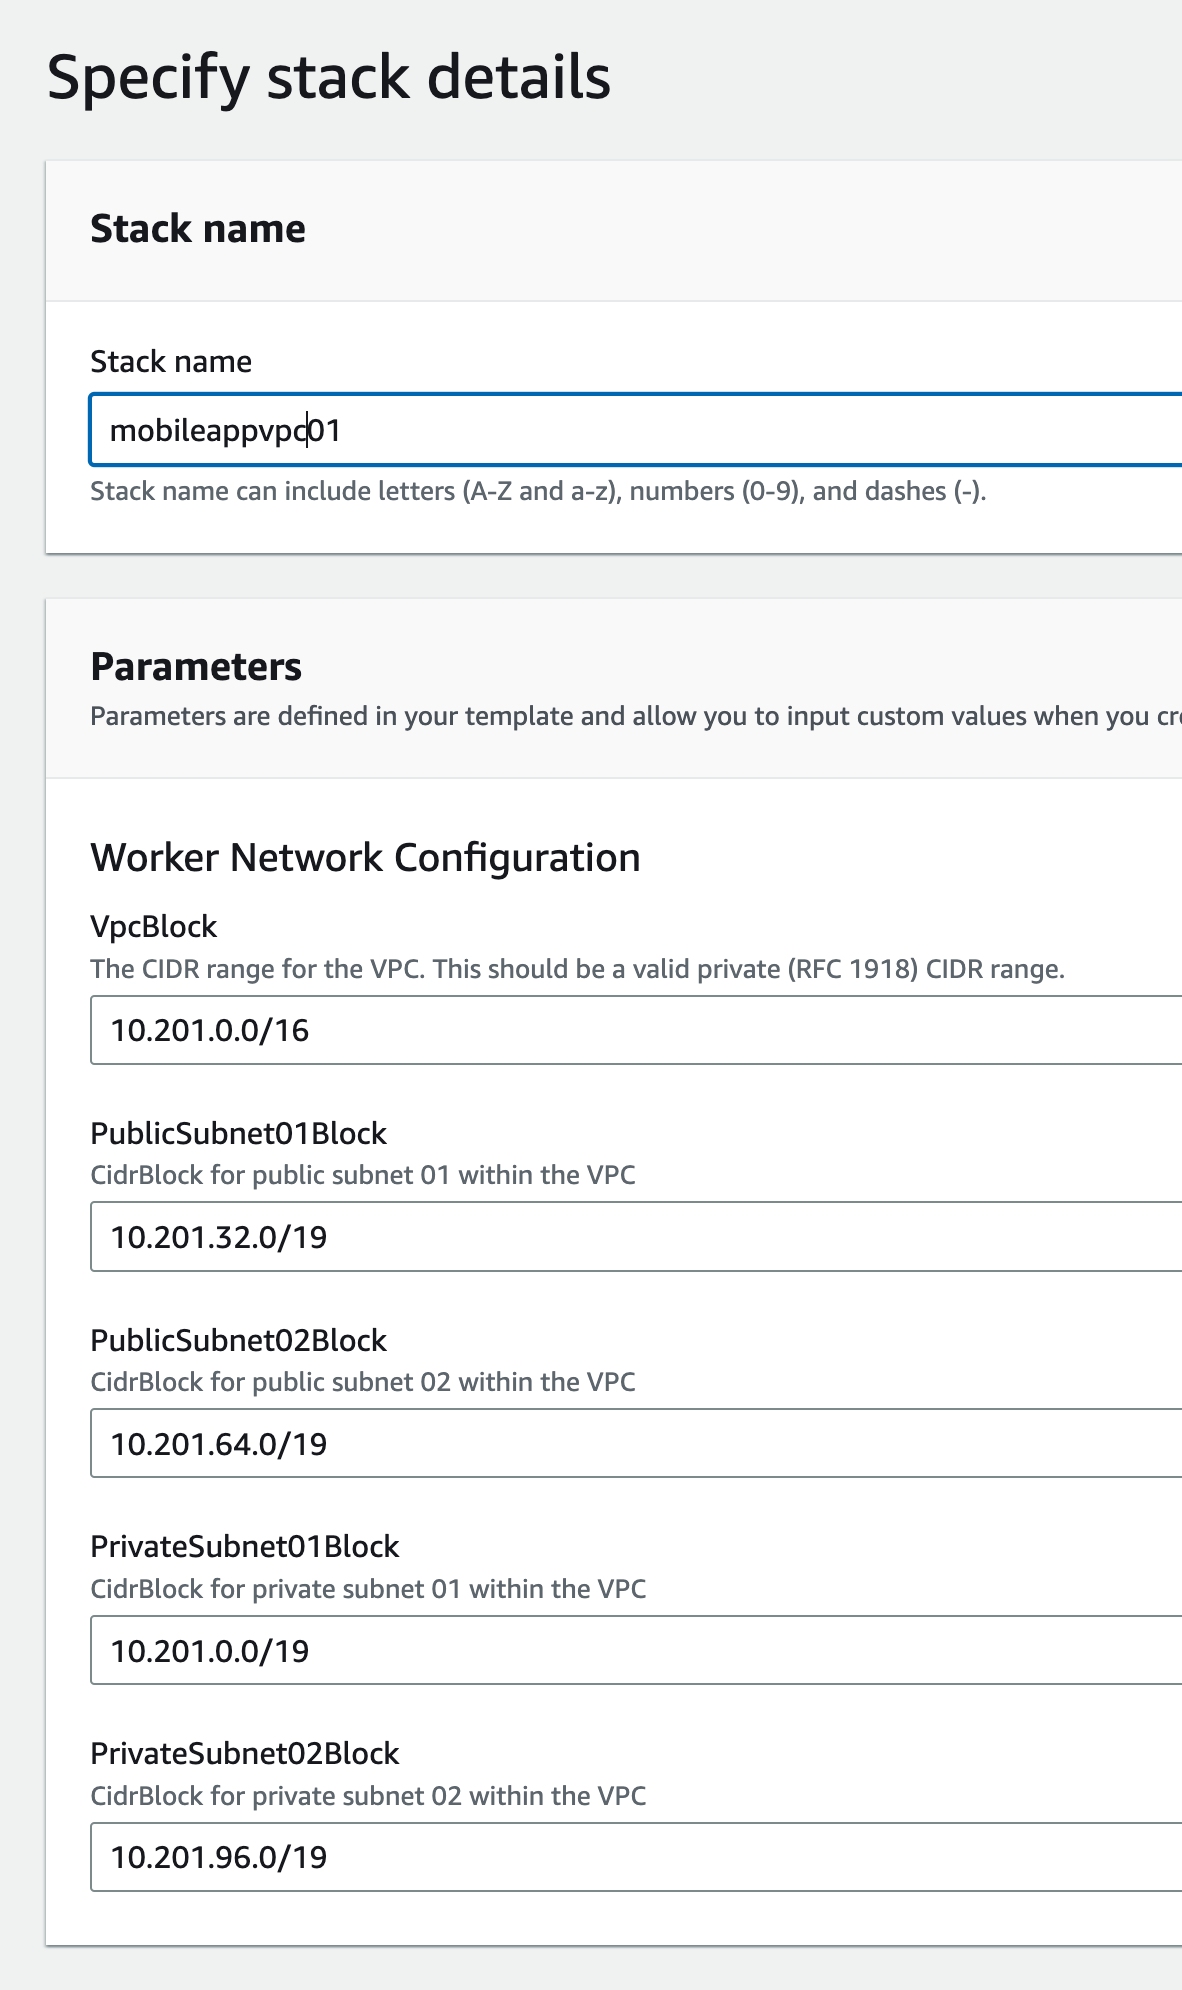 Specify stack details
Stack name
Stack name
mobileappvpc01
Stack name can include letters (A-Z and a-z), numbers (0-9), and dashes (-).
Parameters
Parameters are defined in your template and allow you to input custom values when you
Worker Network Configuration
VpcBlock
The CIDR range for the VPC. This should be a valid private (RFC 1918) CIDR range.
10.201.0.0/16
PublicSubnet01Block
CidrBlock for public subnet 01 within the VPC
10.201.32.0/19
PublicSubnet02Block
CidrBlock for public subnet 02 within the VPC
10.201.64.0/19
PrivateSubnet01Block
CidrBlock for private subnet 01 within the VPC
10.201.0.0/19
PrivateSubnet02Block
CidrBlock for private subnet 02 within the VPC
10.201.96.0/19